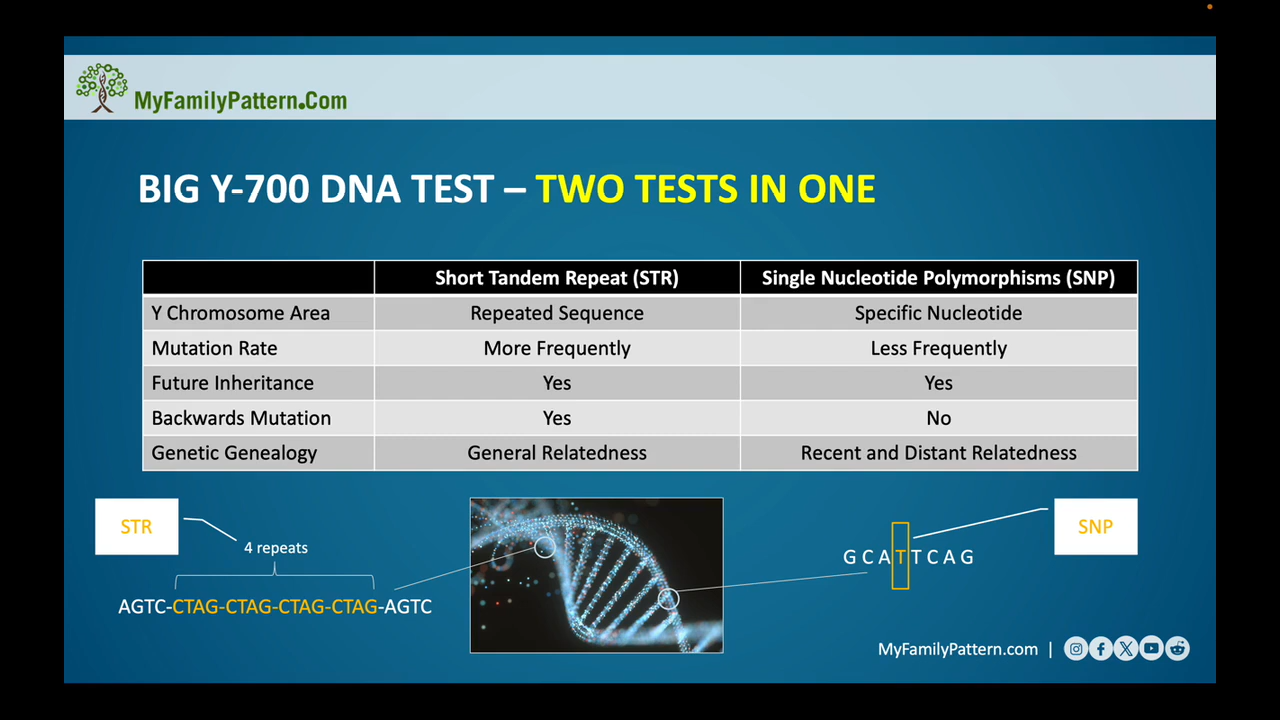 MyFamilyPattern.Com
BIG Y-700 DNA TEST – TWO TESTS IN ONE
Short Tandem Repeat (STR) Single Nucleotide Polymorphisms (SNP)
Y Chromosome Area Repeated Sequence Specific Nucleotide
Mutation Rate More Frequently Less Frequently
Future Inheritance Yes Yes
Backwards Mutation Yes No
Genetic Genealogy General Relatedness Recent and Distant Relatedness
STR
4 repeats
AGTC-CTAG-CTAG-CTAG-CTAG-AGTC
SNP
G C A T T C A G
MyFamilyPattern.com |